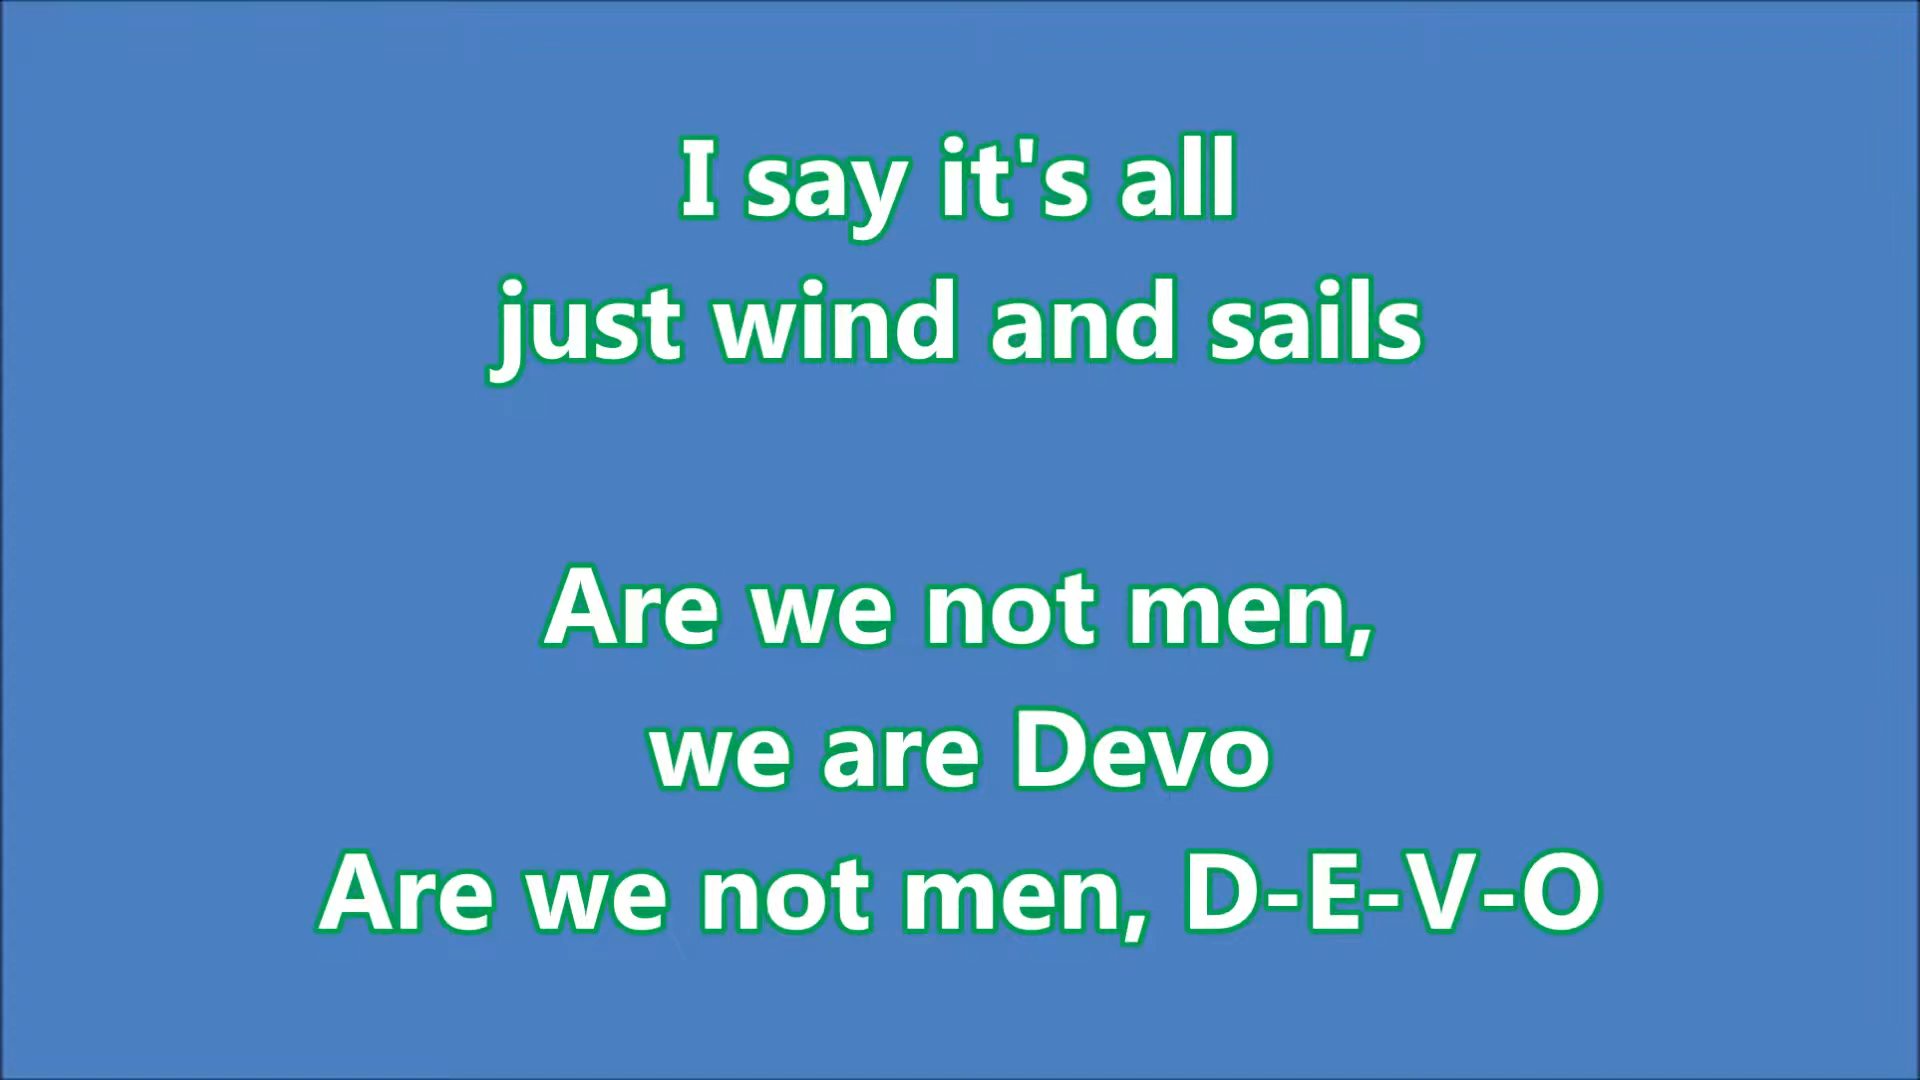 I say it's all
just wind and sails
Are we not men,
we are Devo
Are we not men, D-E-V-O